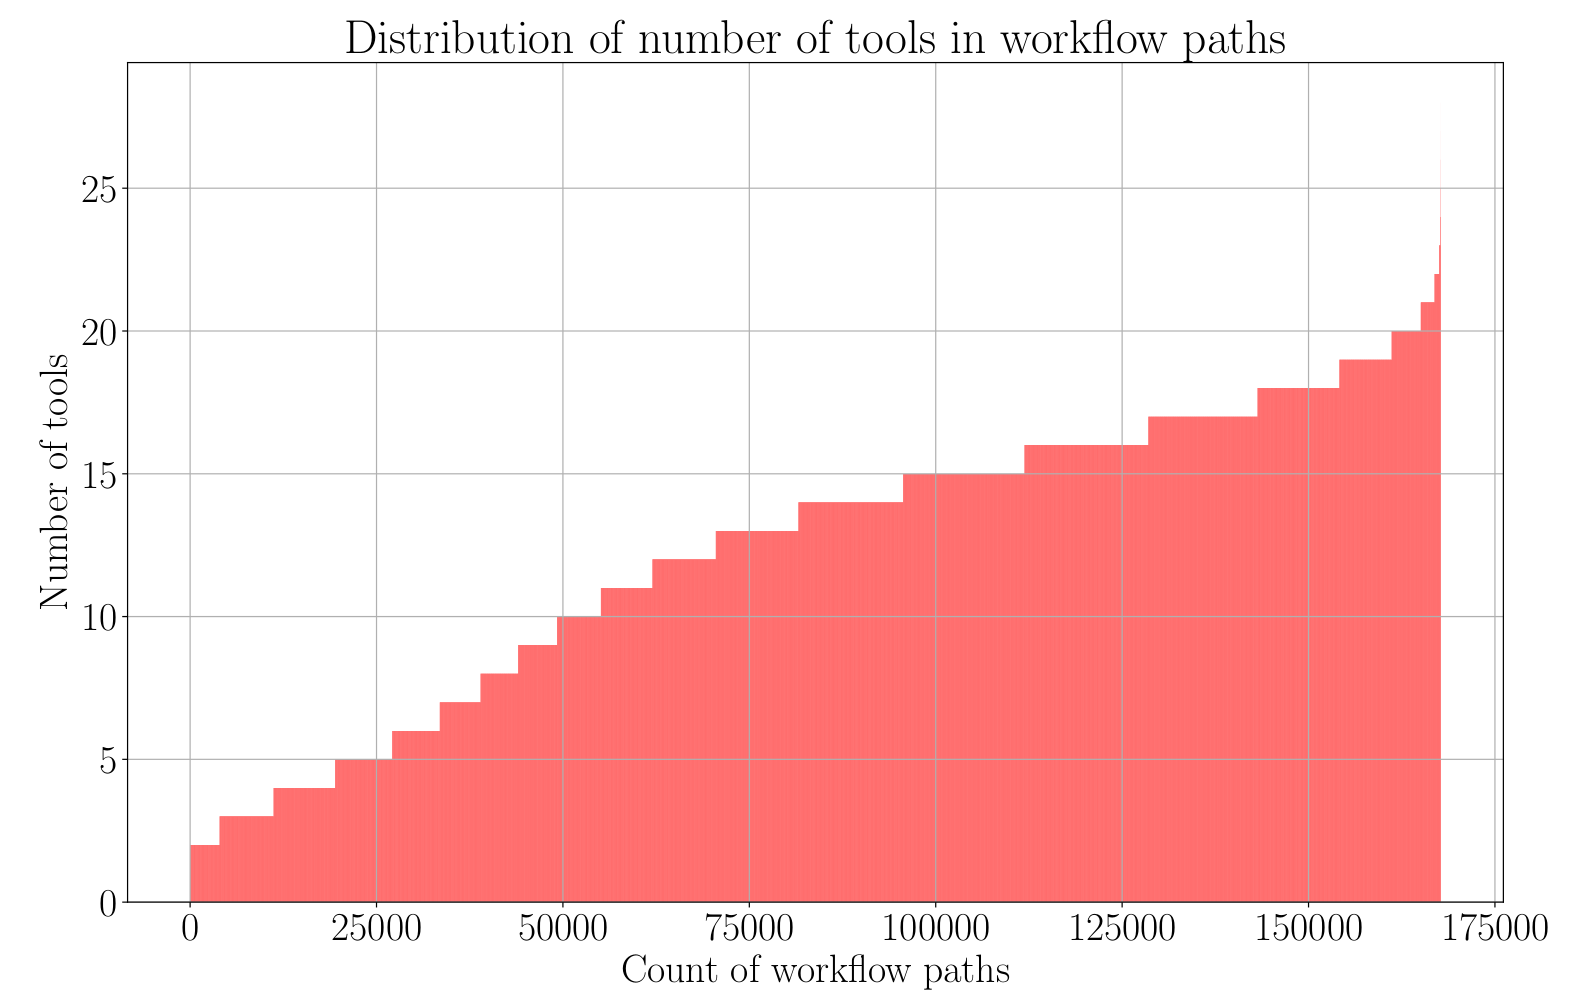 Distribution of number of tools in workflow paths
Number of tools
25
20
15
10
5
0
0 25000 50000 75000 100000 125000 150000 175000
Count of workflow paths